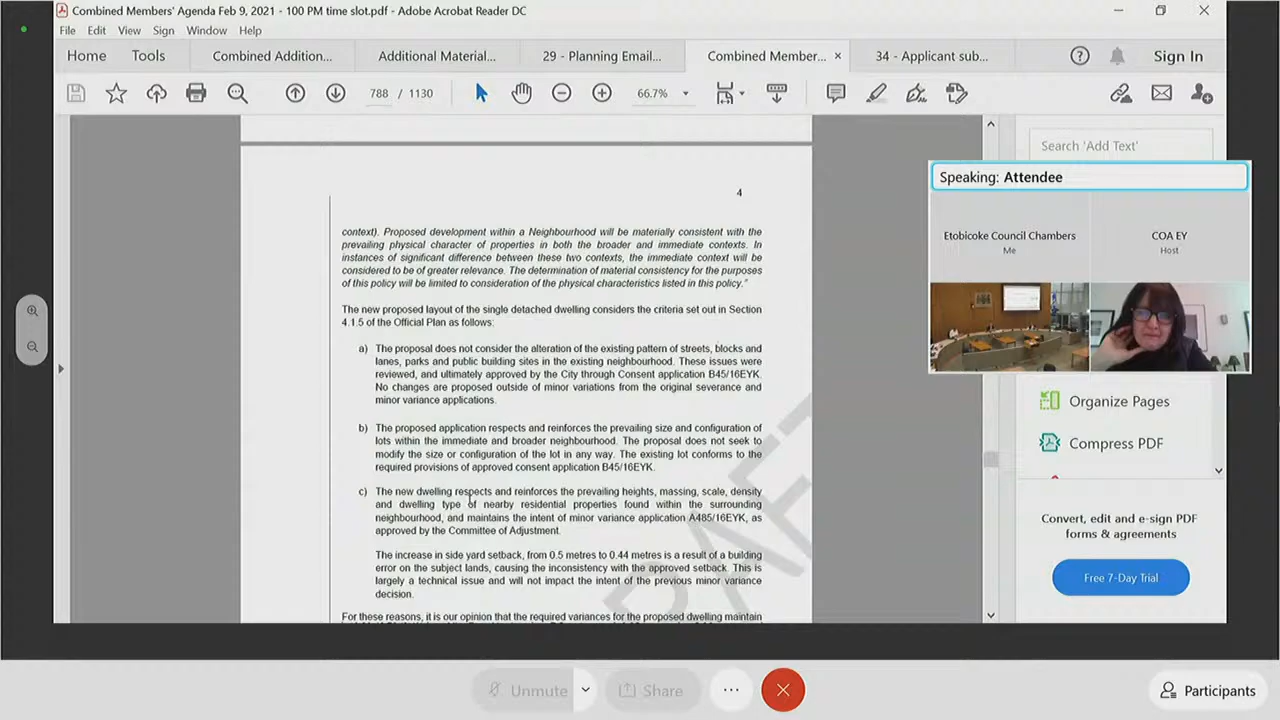 Combined Members' Agenda Feb 9, 2021 - 100 PM time slot.pdf - Adobe Acrobat Reader DC
File Edit View Sign Window Help
Home Tools Combined Addition... Additional Material... 29 - Planning Email... Combined Member... × 34 - Applicant sub... Sign In
788 / 1130 66.7%
Search 'Add Text'
4
context). Proposed development within a Neighbourhood will be materially consistent with the
prevailing physical character of properties in both the broader and immediate contexts. In
instances of significant difference between these two contexts, the immediate context will be
considered to be of greater relevance. The determination of material consistency for the purposes
of this policy will be limited to consideration of the physical characteristics listed in this policy."
The new proposed layout of the single detached dwelling considers the criteria set out in Section
4.1.5 of the Official Plan as follows:
a) The proposal does not consider the alteration of the existing pattern of streets, blocks and
lanes, parks and public building sites in the existing neighbourhood. These issues were
reviewed, and ultimately approved by the City through Consent application B45/16EYK.
No changes are proposed outside of minor variations from the original severance and
minor variance applications.
b) The proposed application respects and reinforces the prevailing size and configuration of
lots within the immediate and broader neighbourhood. The proposal does not seek to
modify the size or configuration of the lot in any way. The existing lot conforms to the
required provisions of approved consent application B45/16EYK.
c) The new dwelling respects and reinforces the prevailing heights, massing, scale, density
and dwelling type of nearby residential properties found within the surrounding
neighbourhood, and maintains the intent of minor variance application A485/16EYK, as
approved by the Committee of Adjustment.
The increase in side yard setback, from 0.5 metres to 0.44 metres is a result of a building
error on the subject lands, causing the inconsistency with the approved setback. This is
largely a technical issue and will not impact the intent of the previous minor variance
decision.
For these reasons, it is our opinion that the required variances for the proposed dwelling maintain
Speaking: Attendee
Etobicoke Council Chambers
Me
COA EY
Host
Organize Pages
Compress PDF
Convert, edit and e-sign PDF
forms & agreements
Free 7-Day Trial
Unmute Share ... Participants